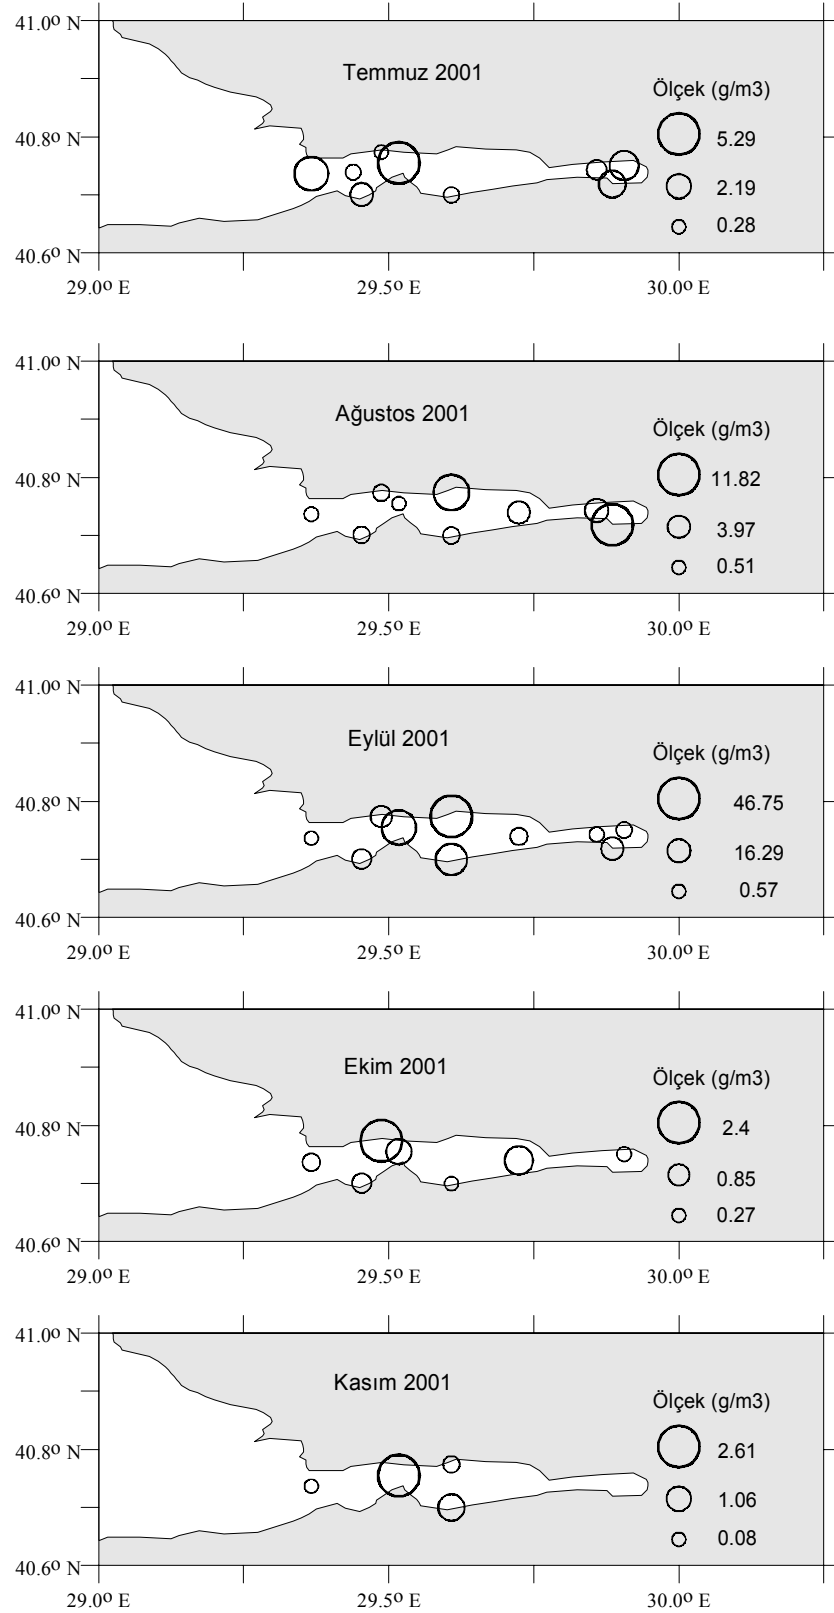 41.0º N
Temmuz 2001
Ölçek (g/m3)
5.29
40.8º N
2.19
0.28
40.6º N
29.0º E 29.5º E 30.0º E
41.0º N
Ağustos 2001
Ölçek (g/m3)
11.82
40.8º N
3.97
0.51
40.6º N
29.0º E 29.5º E 30.0º E
41.0º N
Eylül 2001
Ölçek (g/m3)
46.75
40.8º N
16.29
0.57
40.6º N
29.0º E 29.5º E 30.0º E
41.0º N
Ekim 2001
Ölçek (g/m3)
2.4
40.8º N
0.85
0.27
40.6º N
29.0º E 29.5º E 30.0º E
41.0º N
Kasım 2001
Ölçek (g/m3)
2.61
40.8º N
1.06
0.08
40.6º N
29.0º E 29.5º E 30.0º E